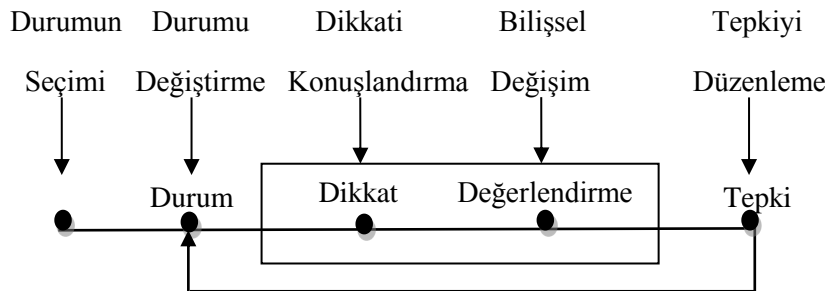 Durumun Durumu Dikkati Bilişsel Tepkiyi
Seçimi Değiştirme Konuşlandırma Değişim Düzenleme
Durum Dikkat Değerlendirme Tepki